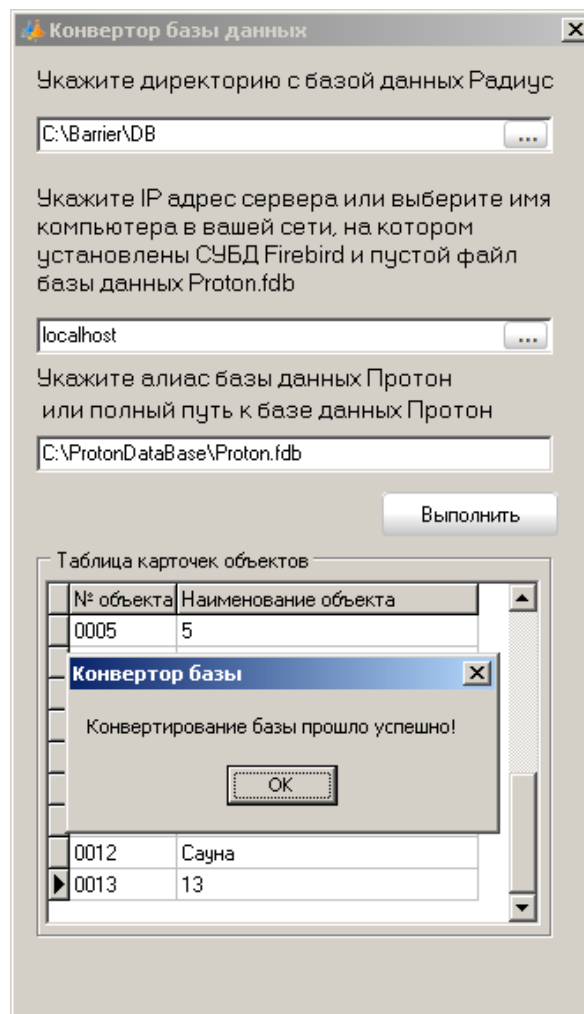 Конвертор базы данных
Укажите директорию с базой данных Радиус
C:\Barrier\DB
...
Укажите IP адрес сервера или выберите имя
компьютера в вашей сети, на котором
установлены СУБД Firebird и пустой файл
базы данных Proton.fdb
localhost
...
Укажите алиас базы данных Протон
или полный путь к базе данных Протон
C:\ProtonDataBase\Proton.fdb
Выполнить
Таблица карточек объектов
№ объекта Наименование объекта
0005 5
Конвертор базы
Конвертирование базы прошло успешно!
OK
0012 Сауна
0013 13